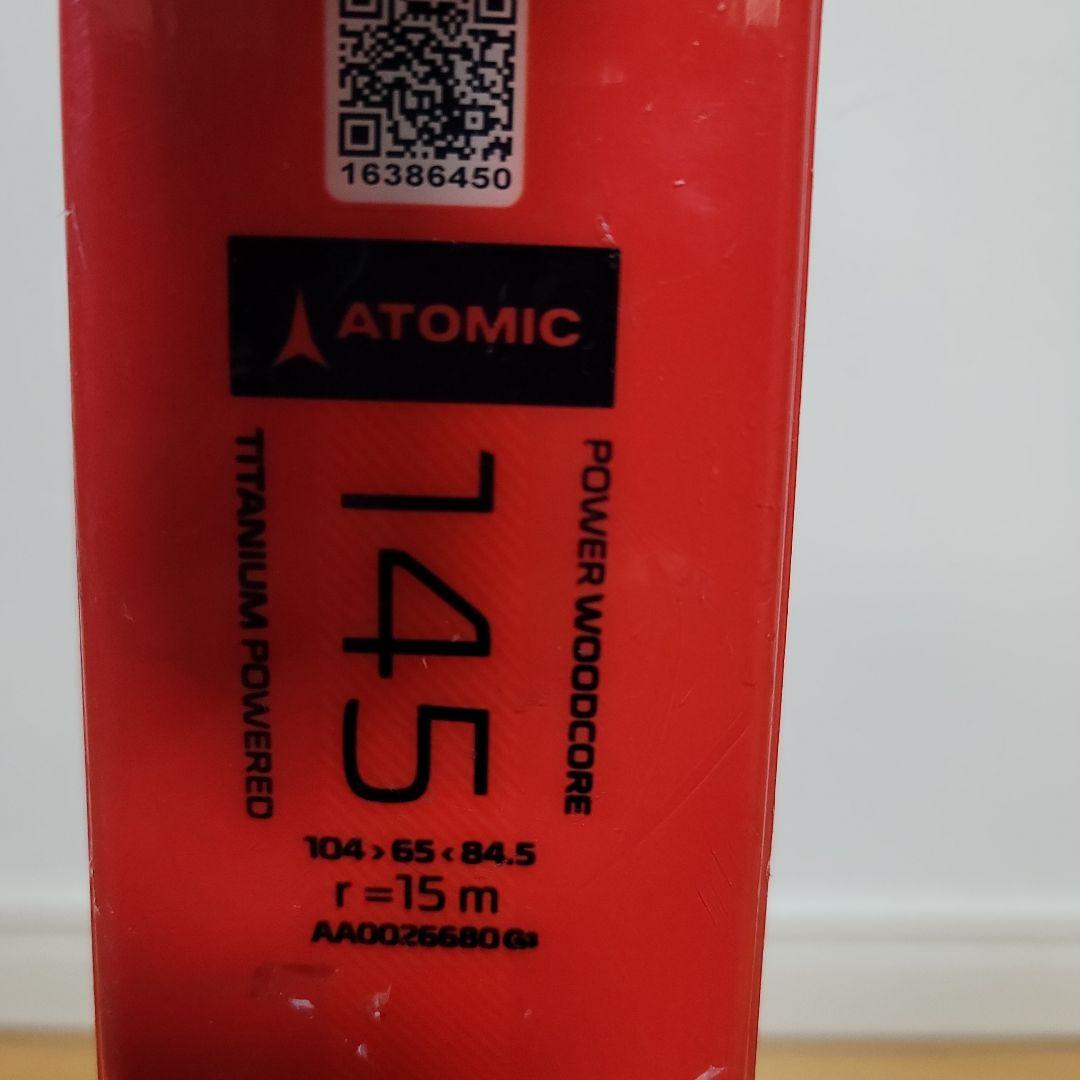 16386450
ATOMIC
TITANIUM POWERED
145
POWER WOODCORE
104 › 65 ‹ 84.5
r = 15 m
AA0026680